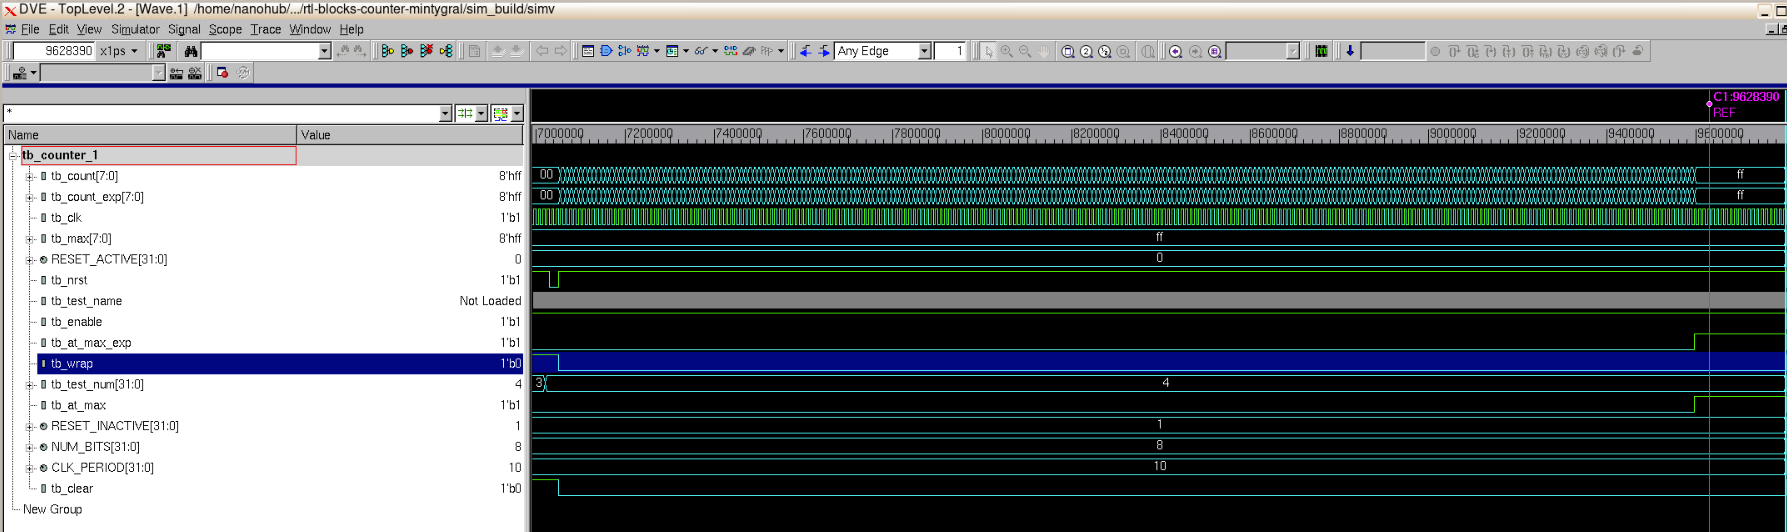 DVE - TopLevel.2 - [Wave.1] /home/nanohub/.../rtl-blocks-counter-mintygral/sim_build/simv
File Edit View Simulator Signal Scope Trace Window Help
9628390 x1ps Any Edge 1
*
C1:9628390
REF
Name Value
7000000 7200000 7400000 7600000 7800000 8000000 8200000 8400000 8600000 8800000 9000000 9200000 9400000 9600000
tb_counter_1
tb_count[7:0] 8'hff 00 ff
tb_count_exp[7:0] 8'hff 00 ff
tb_clk 1'b1
tb_max[7:0] 8'hff ff
RESET_ACTIVE[31:0] 0 0
tb_nrst 1'b1
tb_test_name Not Loaded
tb_enable 1'b1
tb_at_max_exp 1'b1
tb_wrap 1'b0
tb_test_num[31:0] 4 3 4
tb_at_max 1'b1
RESET_INACTIVE[31:0] 1 1
NUM_BITS[31:0] 8 8
CLK_PERIOD[31:0] 10 10
tb_clear 1'b0
New Group